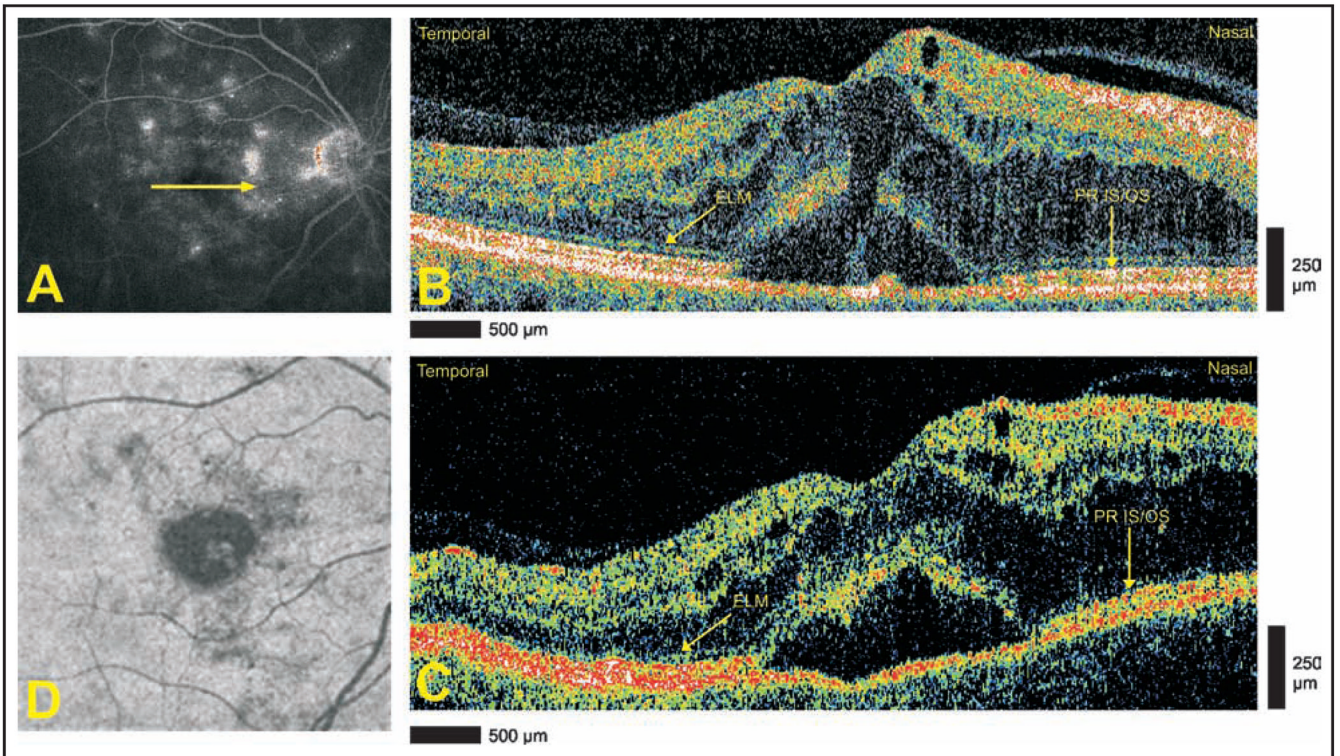 A
Temporal
Nasal
ELM
PR IS/OS
B
250
µm
500 µm
D
Temporal
Nasal
ELM
PR IS/OS
C
250
µm
500 µm